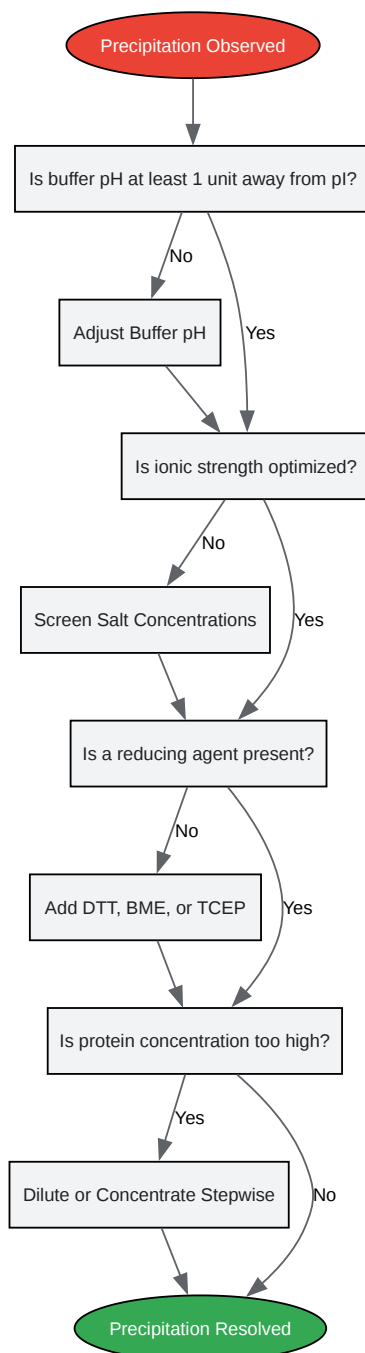 Precipitation Observed
Is buffer pH at least 1 unit away from pI?
No
Adjust Buffer pH
Yes
Is ionic strength optimized?
No
Screen Salt Concentrations
Yes
Is a reducing agent present?
No
Add DTT, BME, or TCEP
Yes
Is protein concentration too high?
Yes
Dilute or Concentrate Stepwise
No
Precipitation Resolved